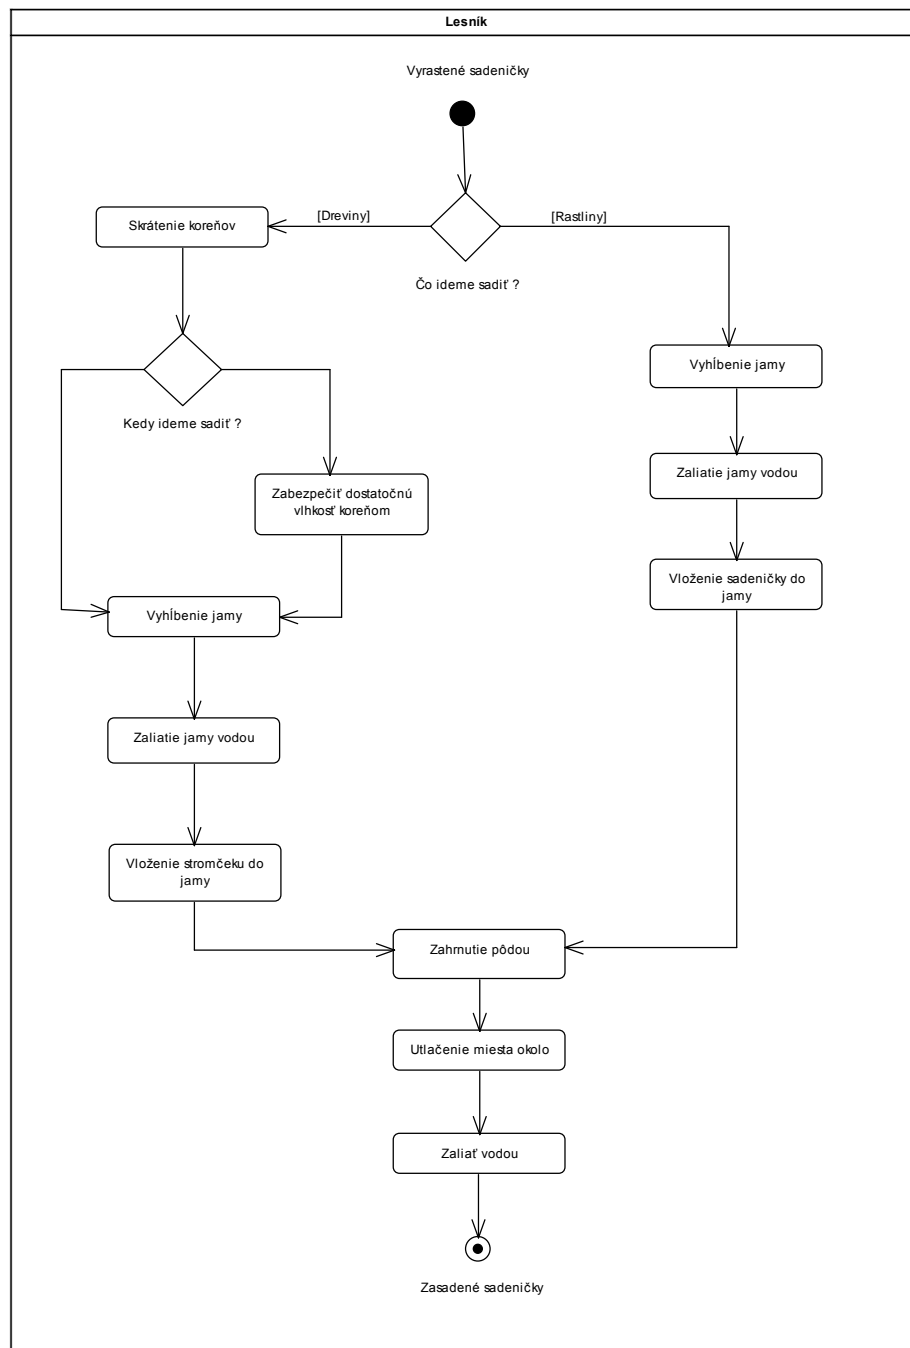 Lesník
Vyrastené sadeničky
[Dreviny]
[Rastliny]
Skrátenie koreňov
Čo ideme sadiť ?
Vyhĺbenie jamy
Kedy ideme sadiť ?
Zaliatie jamy vodou
Zabezpečiť dostatočnú
vlhkosť koreňom
Vloženie sadeničky do
jamy
Vyhĺbenie jamy
Zaliatie jamy vodou
Vloženie stromčeku do
jamy
Zahrnutie pôdou
Utlačenie miesta okolo
Zaliať vodou
Zasadené sadeničky